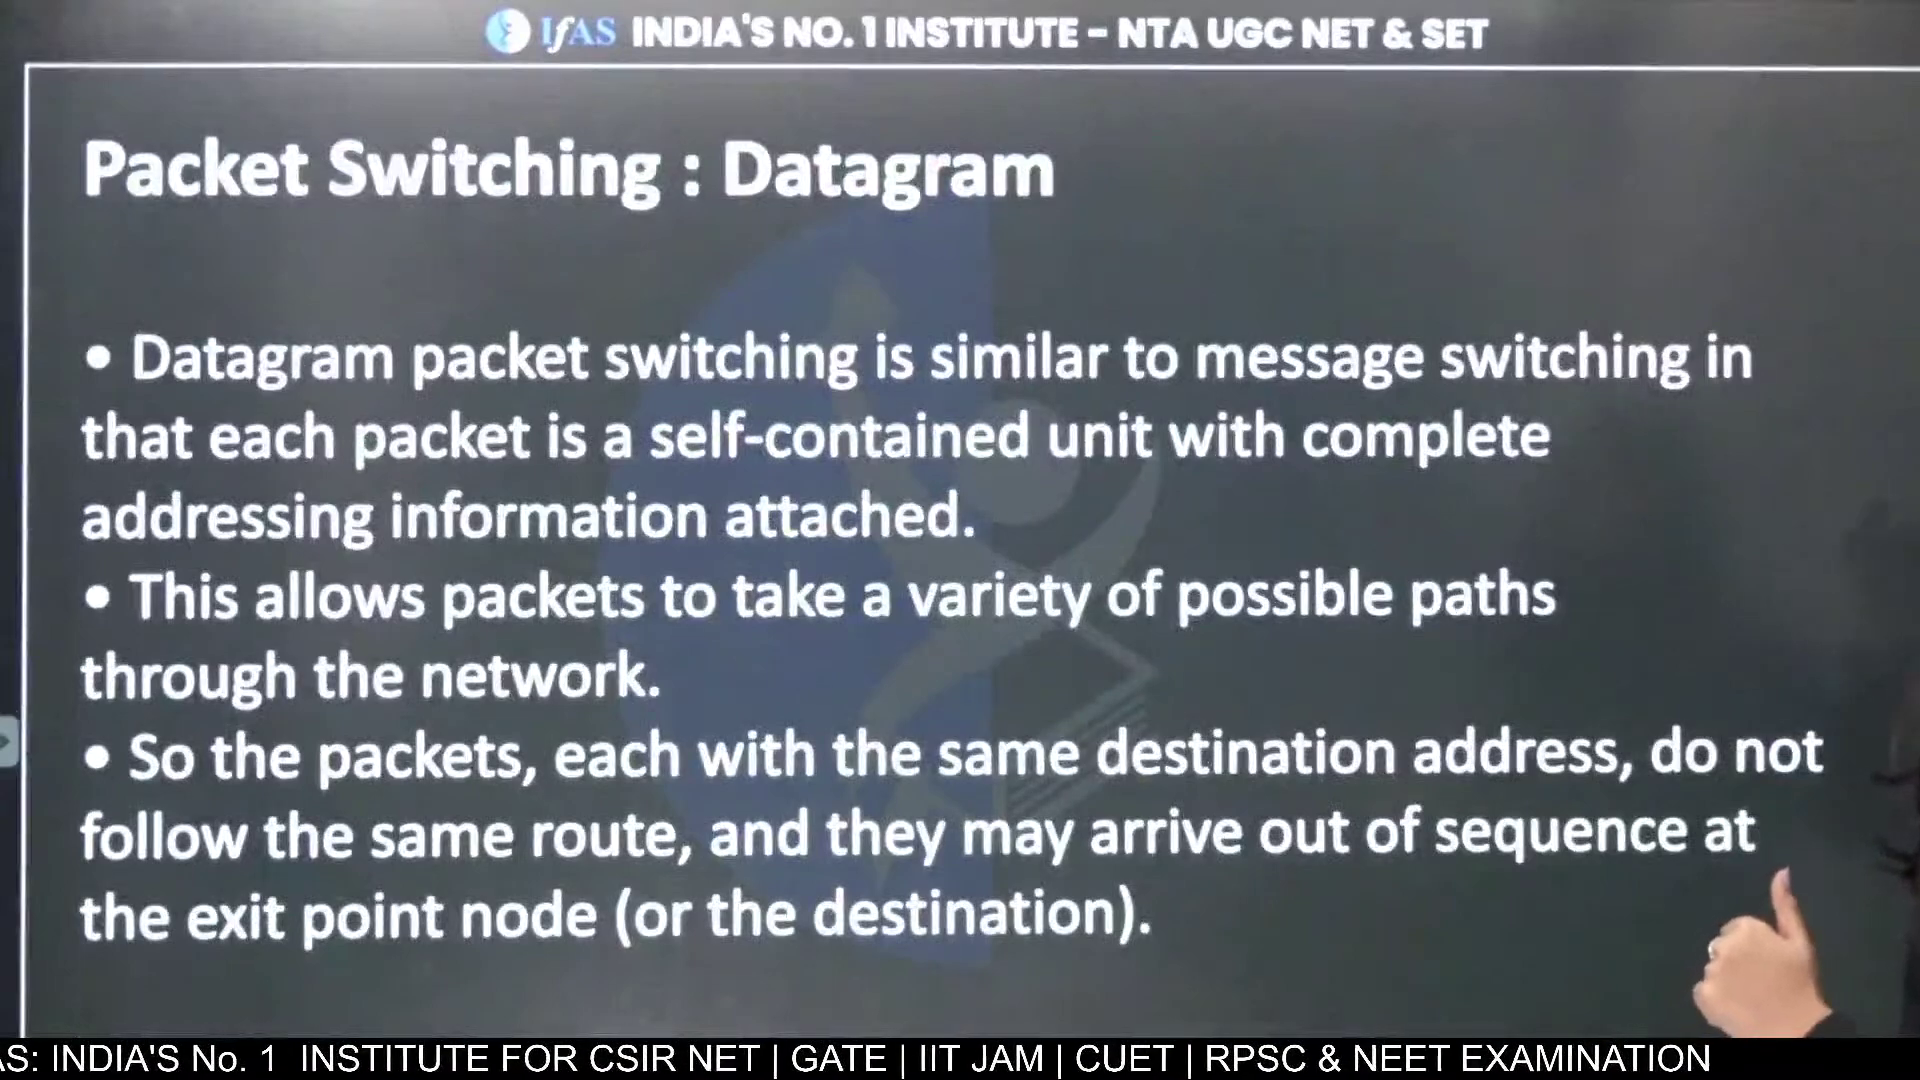 IfAS INDIA'S NO. 1 INSTITUTE - NTA UGC NET & SET
Packet Switching : Datagram
• Datagram packet switching is similar to message switching in
that each packet is a self-contained unit with complete
addressing information attached.
• This allows packets to take a variety of possible paths
through the network.
• So the packets, each with the same destination address, do not
follow the same route, and they may arrive out of sequence at
the exit point node (or the destination).
AS: INDIA'S No. 1 INSTITUTE FOR CSIR NET | GATE | IIT JAM | CUET | RPSC & NEET EXAMINATION